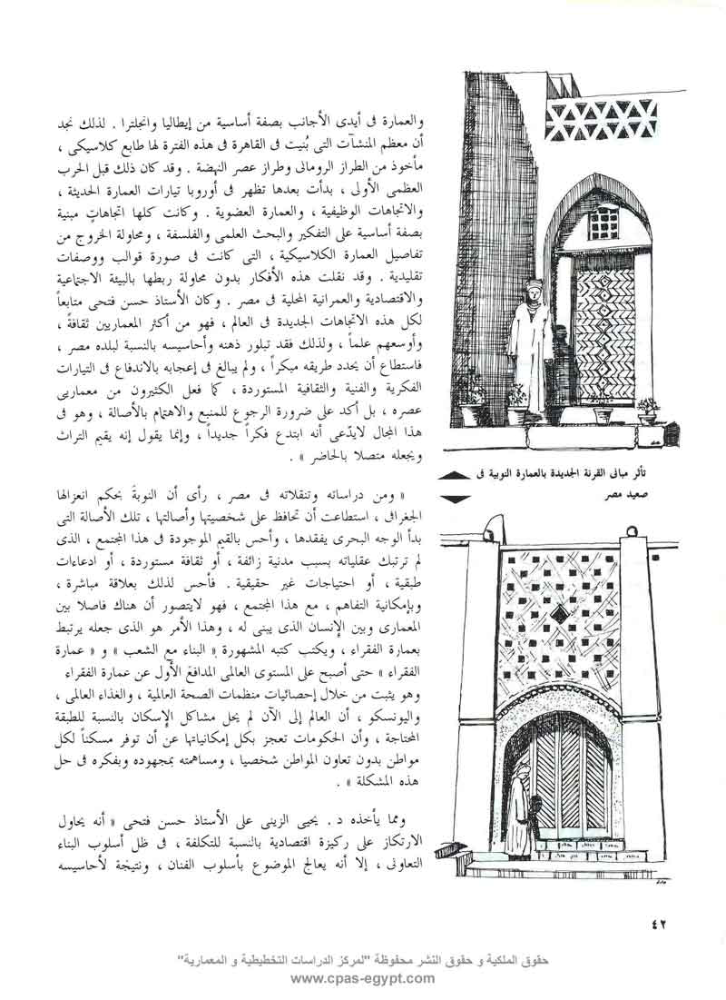 والعمارة فى أيدى الأجانب بصفة أساسية من إيطاليا وانجلترا . لذلك نجد
أن معظم المنشآت التى بُنيت فى القاهرة فى هذه الفترة لها طابع كلاسيكى ،
مأخوذ من الطراز الرومانى وطراز عصر النهضة . وقد كان ذلك قبل الحرب
العظمى الأولى ، بدأت بعدها تظهر فى أوروبا تيارات العمارة الحديثة ،
والاتجاهات الوظيفية ، والعمارة العضوية . وكانت كلها اتجاهاتٍ مبنية
بصفة أساسية على التفكير والبحث العلمى والفلسفة ، ومحاولة الخروج من
تفاصيل العمارة الكلاسيكية ، التى كانت فى صورة قوالب ووصفات
تقليدية . وقد نقلت هذه الأفكار بدون محاولة ربطها بالبيئة الاجتماعية
والاقتصادية والعمرانية المحلية فى مصر . وكان الأستاذ حسن فتحى متابعاً
لكل هذه الاتجاهات الجديدة فى العالم ، فهو من أكثر المعماريين ثقافةً ،
وأوسعهم علماً ، ولذلك فقد تبلور ذهنه وأحاسيسه بالنسبة لبلده مصر ،
فاستطاع أن يحدد طريقه مبكراً ، ولم يبالغ فى إعجابه بالاندفاع فى التيارات
الفكرية والفنية والثقافية المستوردة ، كما فعل الكثيرون من معماريى
عصره ، بل أكد على ضرورة الرجوع للمنبع والاهتمام بالأصالة ، وهو فى
هذا المجال لايدّعى أنه ابتدع فكراً جديداً ، وإنما يقول إنه يقيم التراث
ويجعله متصلا بالحاضر » .
تأثر مبانى القرنة الجديدة بالعمارة النوبية فى
صعيد مصر
« ومن دراساته وتنقلاته فى مصر ، رأى أن النوبةَ بحكم انعزالها
الجغرافى ، استطاعت أن تحافظ على شخصيتها وأصالتها ، تلك الأصالة التى
بدأ الوجه البحرى يفقدها ، وأحس بالقيم الموجودة فى هذا المجتمع ، الذى
لم ترتبك عقلياته بسبب مدنية زائفة ، أو ثقافة مستوردة ، أو ادعاءات
طبقية ، أو احتياجات غير حقيقية . فأحس لذلك بعلاقة مباشرة ،
وبإمكانية التفاهم ، مع هذا المجتمع ، فهو لايتصور أن هناك فاصلا بين
المعمارى وبين الإنسان الذى يبنى له ، وهذا الأمر هو الذى جعله يرتبط
بعمارة الفقراء ، ويكتب كتبه المشهورة « البناء مع الشعب » و « عمارة
الفقراء » حتى أصبح على المستوى العالمى المدافعَ الأول عن عمارة الفقراء
وهو يثبت من خلال إحصائيات منظمات الصحة العالمية ، والغذاء العالمى ،
واليونسكو ، أن العالم إلى الآن لم يحل مشاكل الإسكان بالنسبة للطبقة
المحتاجة ، وأن الحكومات تعجز بكل إمكانياتها عن أن توفر مسكناً لكل
مواطن بدون تعاون المواطن شخصيا ، ومساهمته بمجهوده وبفكره فى حل
هذه المشكلة » .
ومما يأخذه د . يحيى الزينى على الأستاذ حسن فتحى « أنه يحاول
الارتكاز على ركيزة اقتصادية بالنسبة للتكلفة ، فى ظل أسلوب البناء
التعاونى ، إلا أنه يعالج الموضوع بأسلوب الفنان ، ونتيجة لأحاسيسه
٤٢
حقوق الملكية و حقوق النشر محفوظة "لمركز الدراسات التخطيطية و المعمارية"
www.cpas-egypt.com